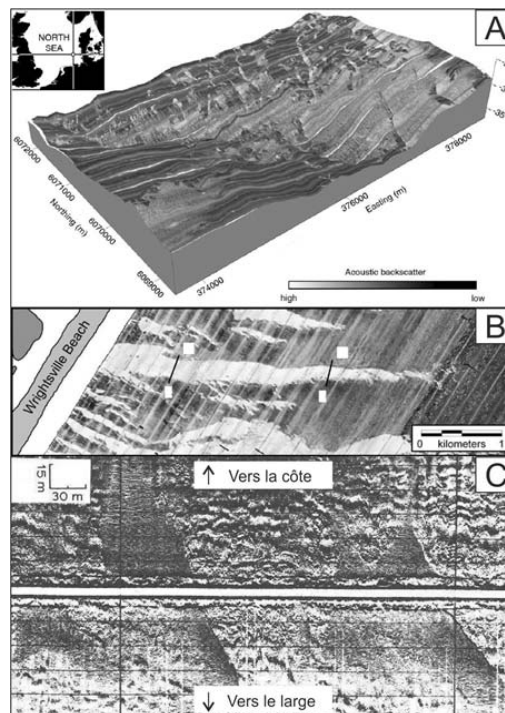 NORTH
SEA
A
6072000
6071000
6070000
6069000
Northing (m)
374000
376000
378000
Easting (m)
Acoustic backscatter
high
low
B
Wrightsville Beach
0
1
kilometers
C
15 m
30 m
↑ Vers la côte
↓ Vers le large